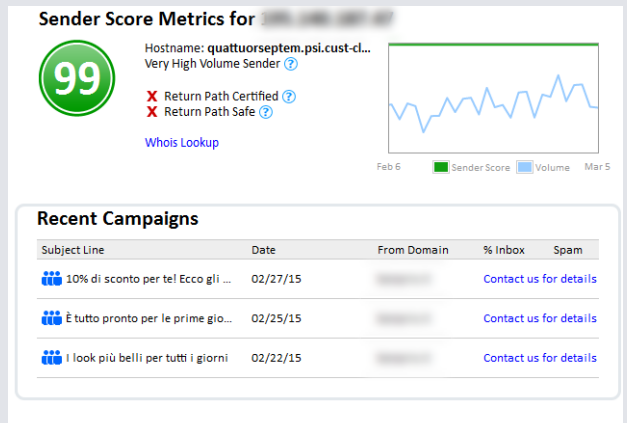 Sender Score Metrics for
99
Hostname: quattuorseptem.psi.cust-cl...
Very High Volume Sender ?
X Return Path Certified ?
X Return Path Safe ?
Whois Lookup
Feb 6 Sender Score Volume Mar 5
Recent Campaigns
Subject Line Date From Domain % Inbox Spam
10% di sconto per te! Ecco gli ... 02/27/15 Contact us for details
È tutto pronto per le prime gio... 02/25/15 Contact us for details
I look più belli per tutti i giorni 02/22/15 Contact us for details